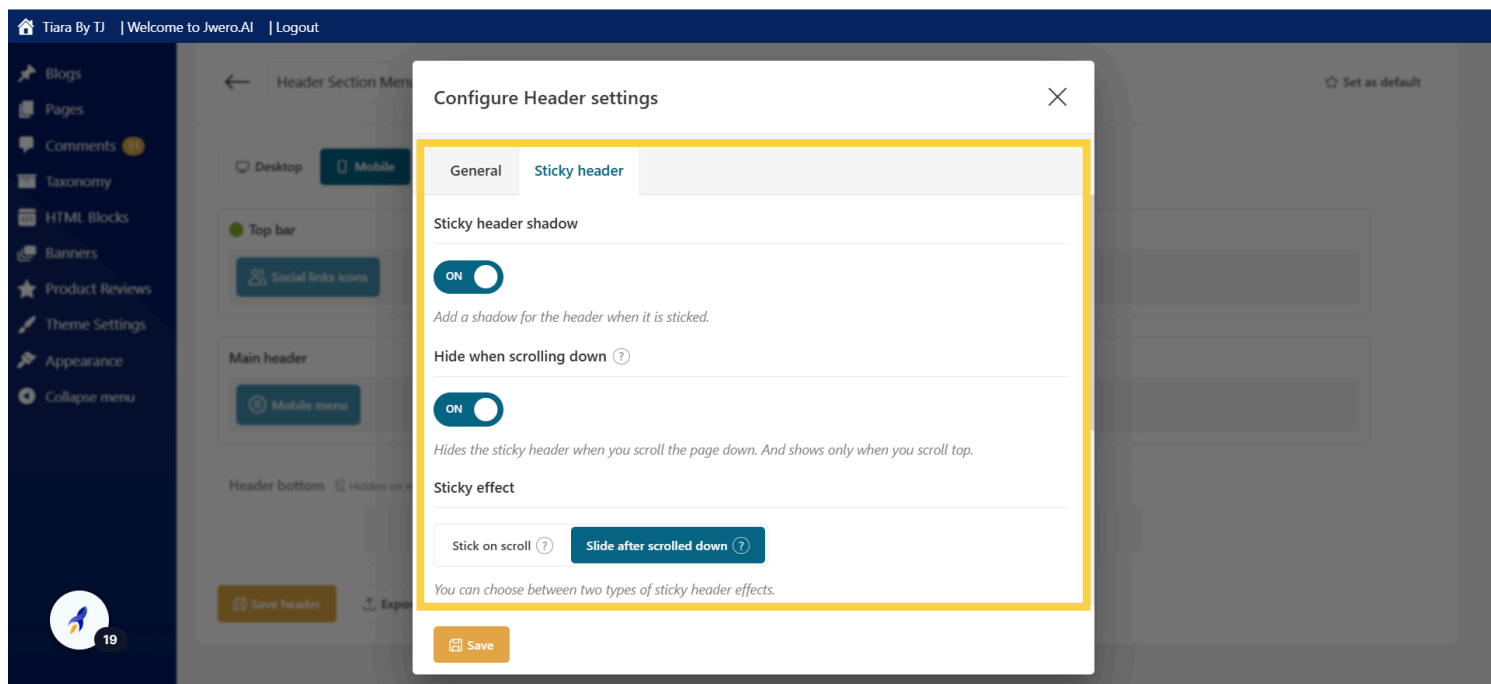 Tiara By TJ | Welcome to Jwero.AI | Logout
Blogs
Pages
Comments 31
Taxonomy
HTML Blocks
Banners
Product Reviews
Theme Settings
Appearance
Collapse menu
19
Header Section Men
Set as default
Desktop Mobile
Top bar
Social links icons
Main header
Mobile menu
Header bottom Hidden on m
Save header Expor
Configure Header settings
General Sticky header
Sticky header shadow
ON
Add a shadow for the header when it is sticked.
Hide when scrolling down ?
ON
Hides the sticky header when you scroll the page down. And shows only when you scroll top.
Sticky effect
Stick on scroll ? Slide after scrolled down ?
You can choose between two types of sticky header effects.
Save